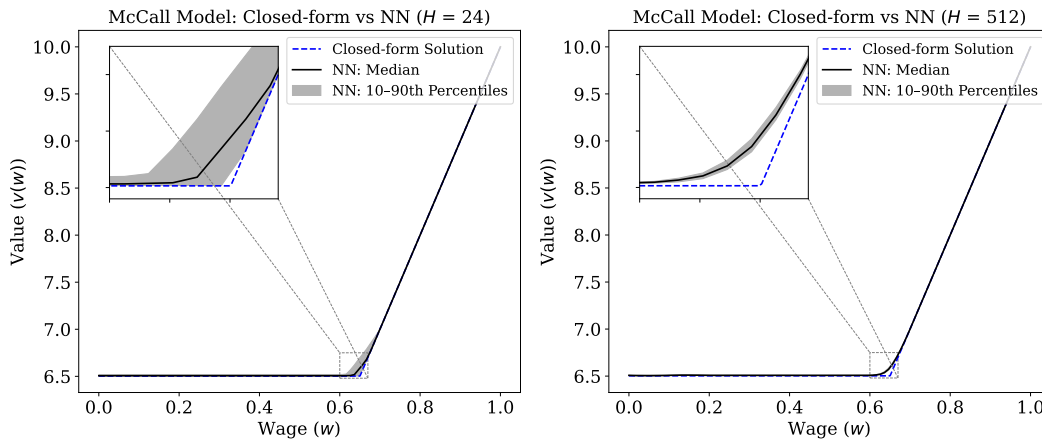 McCall Model: Closed-form vs NN (H = 24)
Closed-form Solution
NN: Median
NN: 10–90th Percentiles
10.0
9.5
9.0
8.5
8.0
7.5
7.0
6.5
Value (v(w))
0.0 0.2 0.4 0.6 0.8 1.0
Wage (w)
McCall Model: Closed-form vs NN (H = 512)
Closed-form Solution
NN: Median
NN: 10–90th Percentiles
10.0
9.5
9.0
8.5
8.0
7.5
7.0
6.5
Value (v(w))
0.0 0.2 0.4 0.6 0.8 1.0
Wage (w)